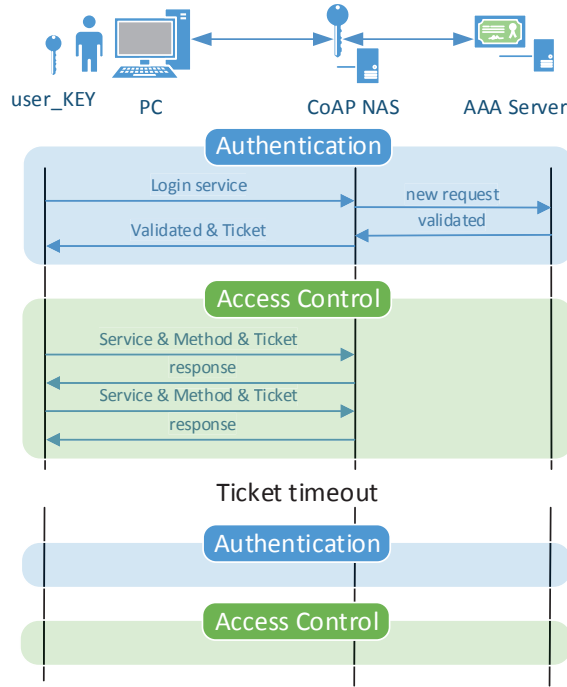 user_KEY
PC
CoAP NAS
AAA Server
Authentication
Login service
new request
Validated & Ticket
validated
Access Control
Service & Method & Ticket
response
Service & Method & Ticket
response
Ticket timeout
Authentication
Access Control